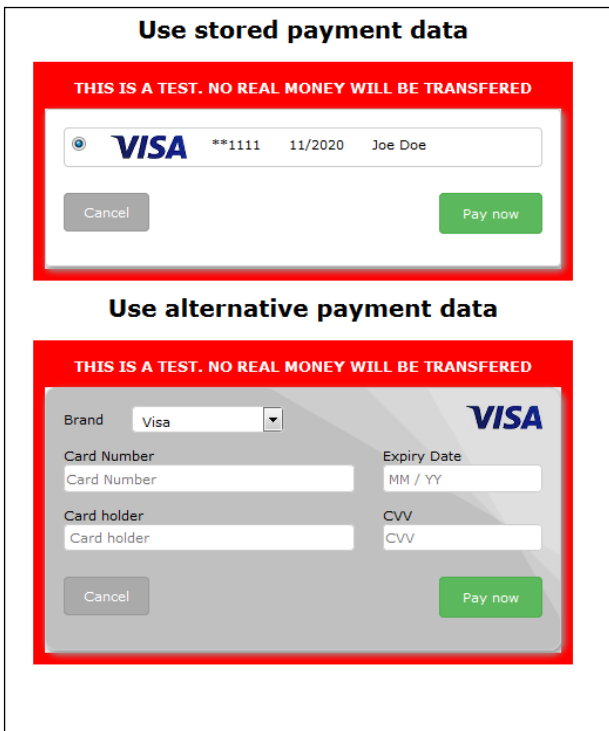 Use stored payment data
THIS IS A TEST. NO REAL MONEY WILL BE TRANSFERED
VISA **1111 11/2020 Joe Doe
Cancel Pay now
Use alternative payment data
THIS IS A TEST. NO REAL MONEY WILL BE TRANSFERED
Brand Visa VISA
Card Number Expiry Date
Card Number MM / YY
Card holder CVV
Card holder CVV
Cancel Pay now